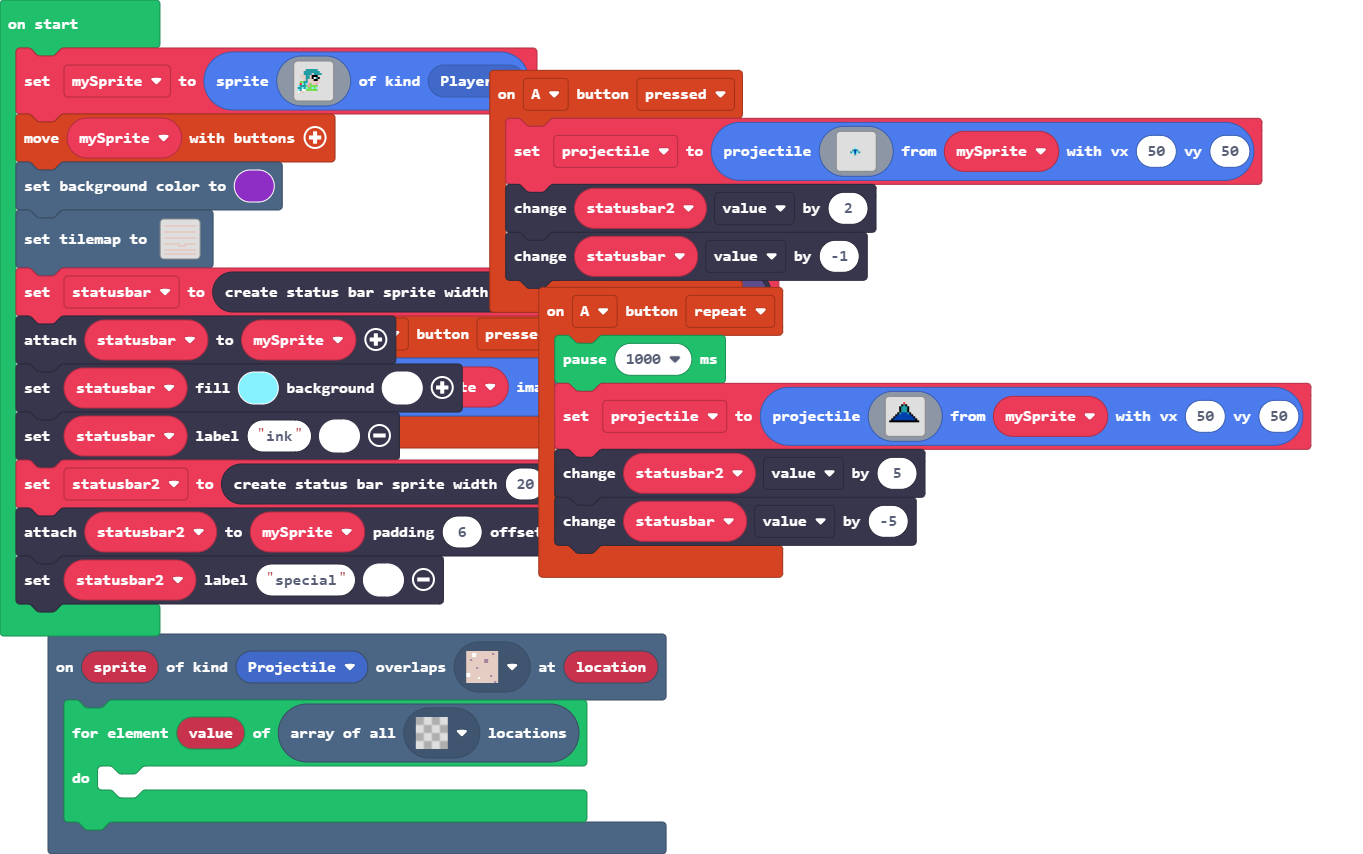 on start
set mySprite to sprite of kind Player
move mySprite with buttons
set background color to
set tilemap to
set statusbar to create status bar sprite width
attach statusbar to mySprite
set statusbar fill background
set statusbar label "ink"
set statusbar2 to create status bar sprite width 20
attach statusbar2 to mySprite padding 6 offset
set statusbar2 label "special"
button
on A button pressed
set projectile to projectile from mySprite with vx 50 vy 50
change statusbar2 value by 2
change statusbar value by -1
on A button repeat
pause 1000 ms
set projectile to projectile from mySprite with vx 50 vy 50
change statusbar2 value by 5
change statusbar value by -5
on sprite of kind Projectile overlaps at location
for element value of array of all locations
do